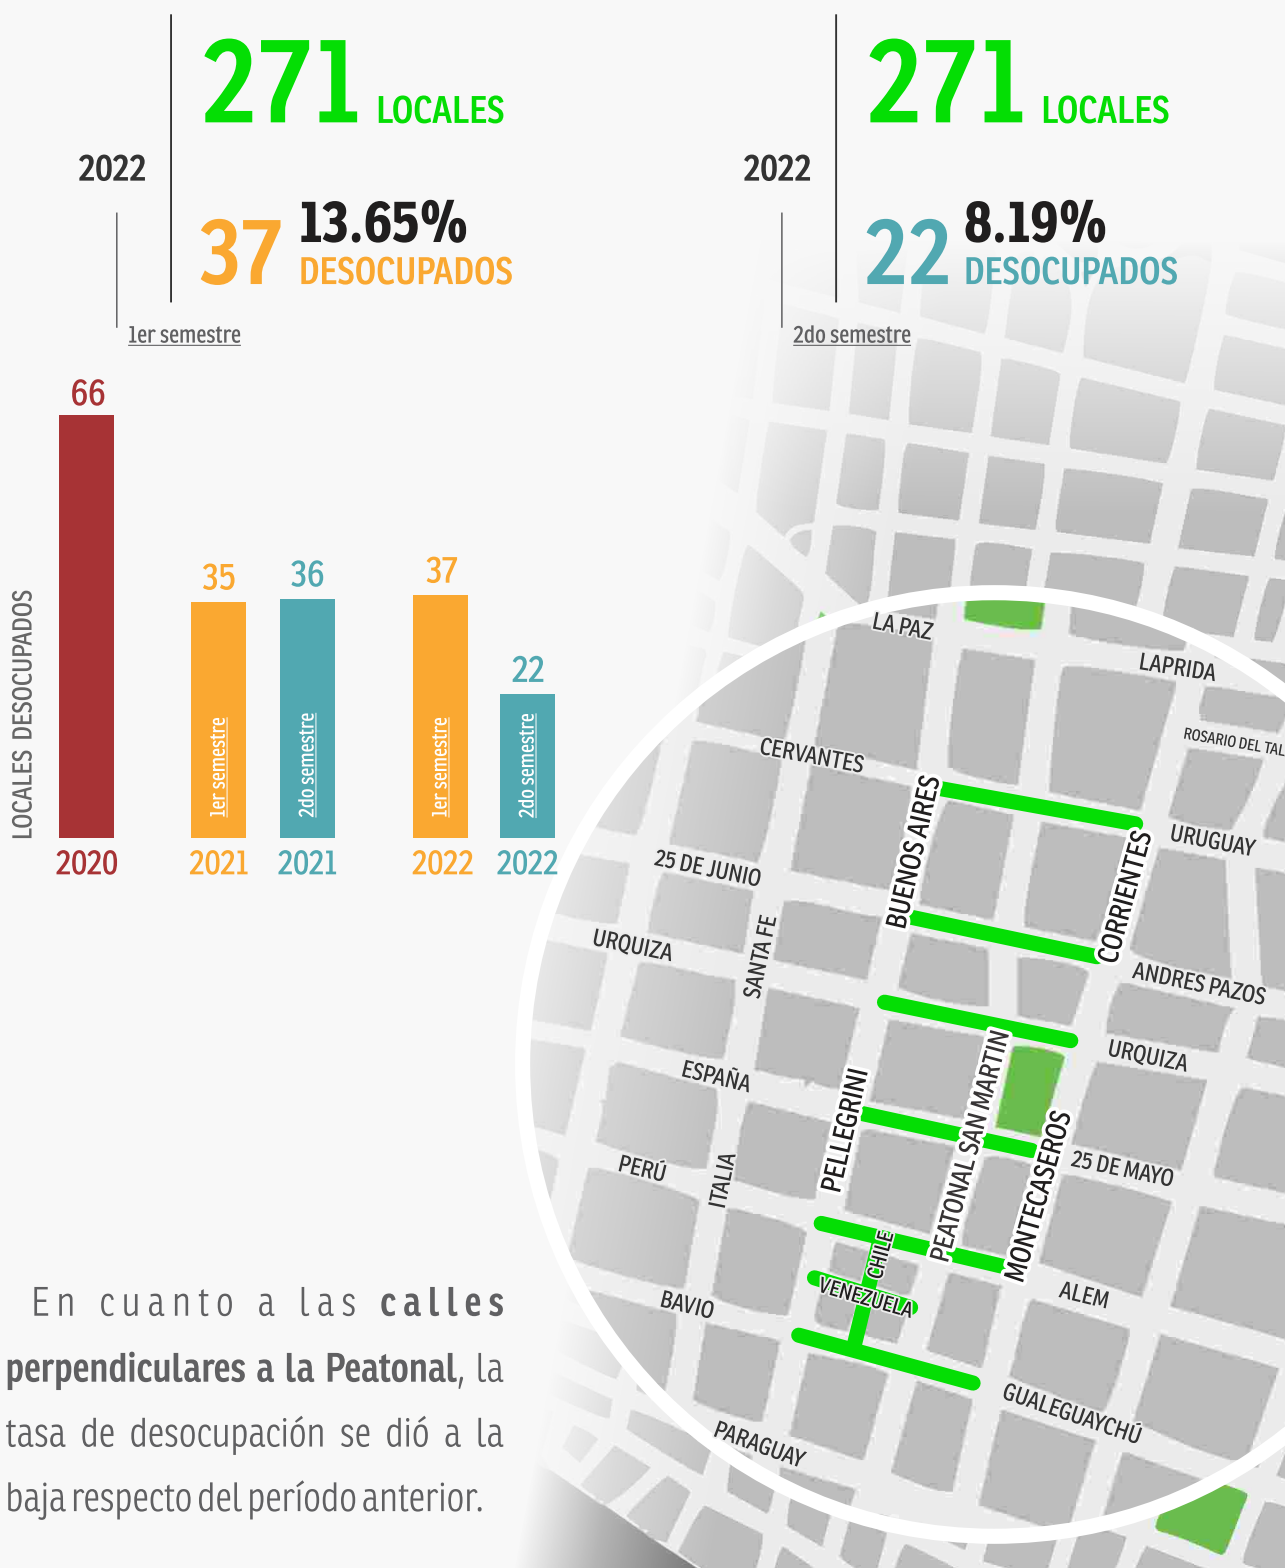 271 LOCALES
2022
37 13.65%
DESOCUPADOS
1er semestre
271 LOCALES
2022
22 8.19%
DESOCUPADOS
2do semestre
LOCALES DESOCUPADOS
66
35
36
37
22
1er semestre
2do semestre
1er semestre
2do semestre
2020
2021
2021
2022
2022
En cuanto a las calles
perpendiculares a la Peatonal, la
tasa de desocupación se dió a la
baja respecto del período anterior.
LA PAZ
LAPRIDA
ROSARIO DEL TAL
CERVANTES
BUENOS AIRES
URUGUAY
CORRIENTES
25 DE JUNIO
SANTA FE
URQUIZA
ANDRES PAZOS
URQUIZA
PEATONAL SAN MARTIN
ESPAÑA
PELLEGRINI
MONTECASEROS
25 DE MAYO
PERÚ
ITALIA
CHILE
VENEZUELA
ALEM
BAVIO
GUALEGUAYCHÚ
PARAGUAY